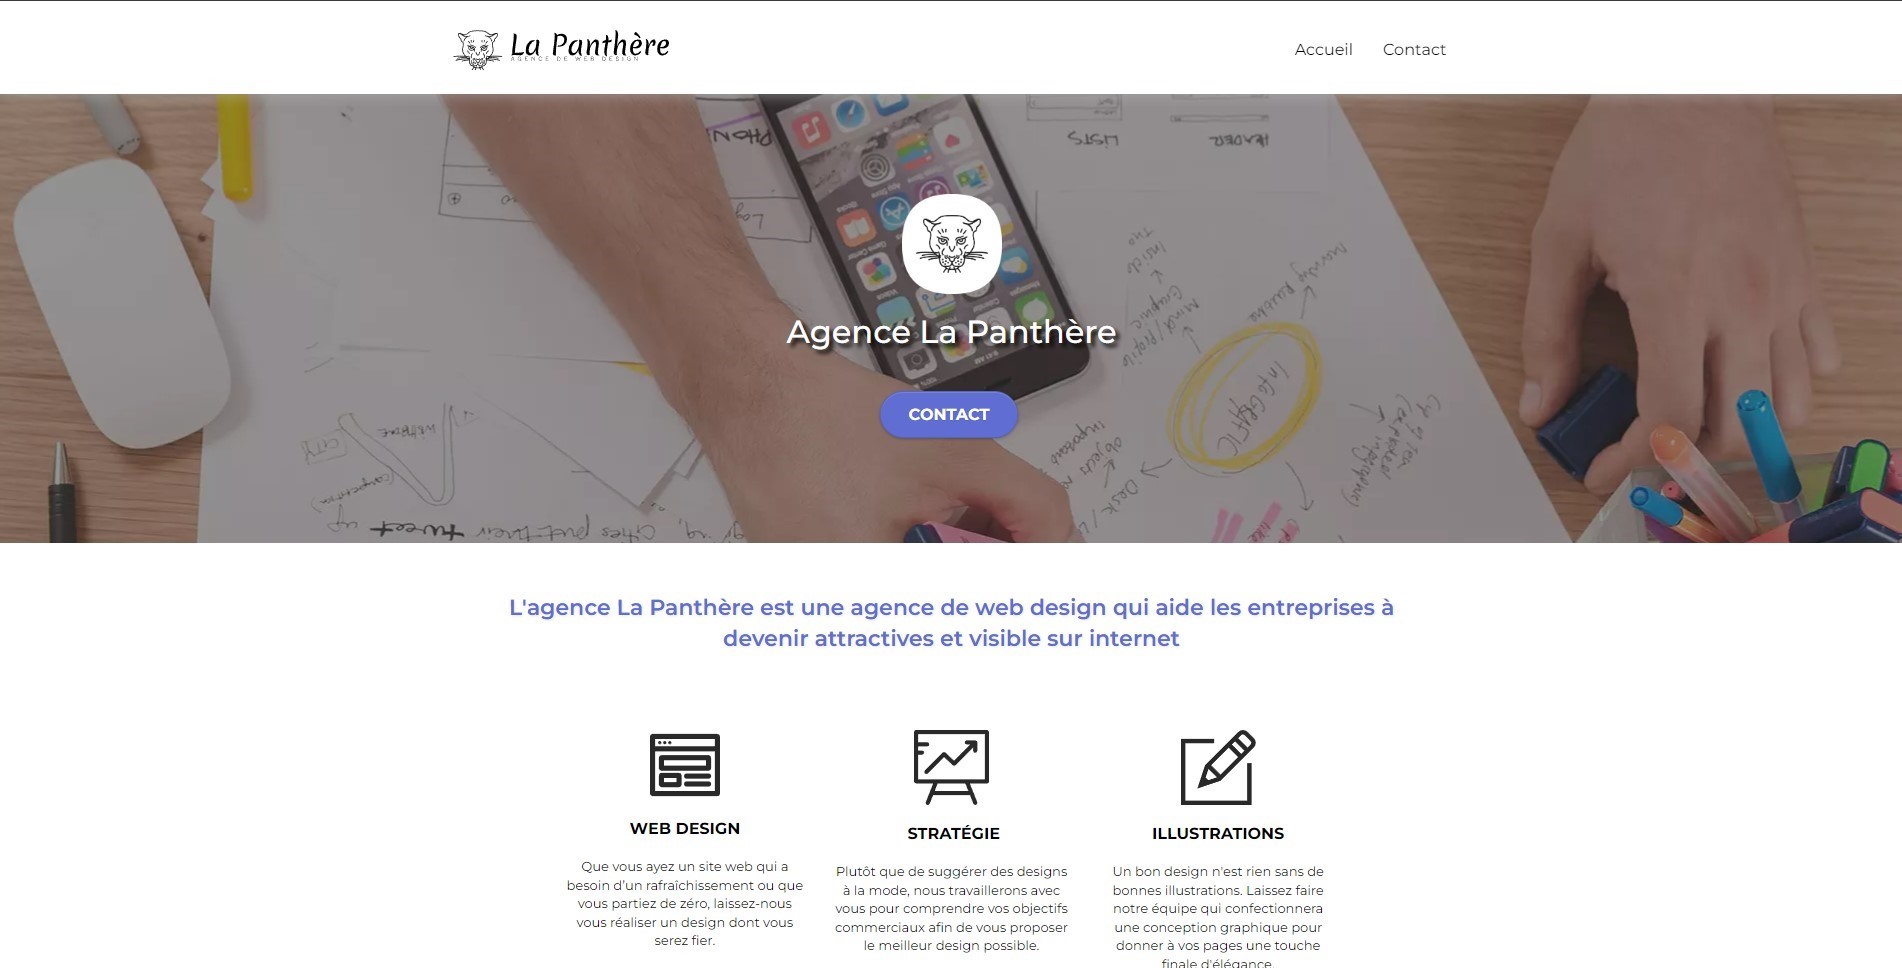 La Panthère
AGENCE DE WEB DESIGN
Accueil Contact
PHON
LISTS
HEADER
Agence La Panthère
CONTACT
INFOGRAFIC
tweet
L'agence La Panthère est une agence de web design qui aide les entreprises à
devenir attractives et visible sur internet
WEB DESIGN
Que vous ayez un site web qui a
besoin d'un rafraîchissement ou que
vous partiez de zéro, laissez-nous
vous réaliser un design dont vous
serez fier.
STRATÉGIE
Plutôt que de suggérer des designs
à la mode, nous travaillerons avec
vous pour comprendre vos objectifs
commerciaux afin de vous proposer
le meilleur design possible.
ILLUSTRATIONS
Un bon design n'est rien sans de
bonnes illustrations. Laissez faire
notre équipe qui confectionnera
une conception graphique pour
donner à vos pages une touche
finale d'élégance.